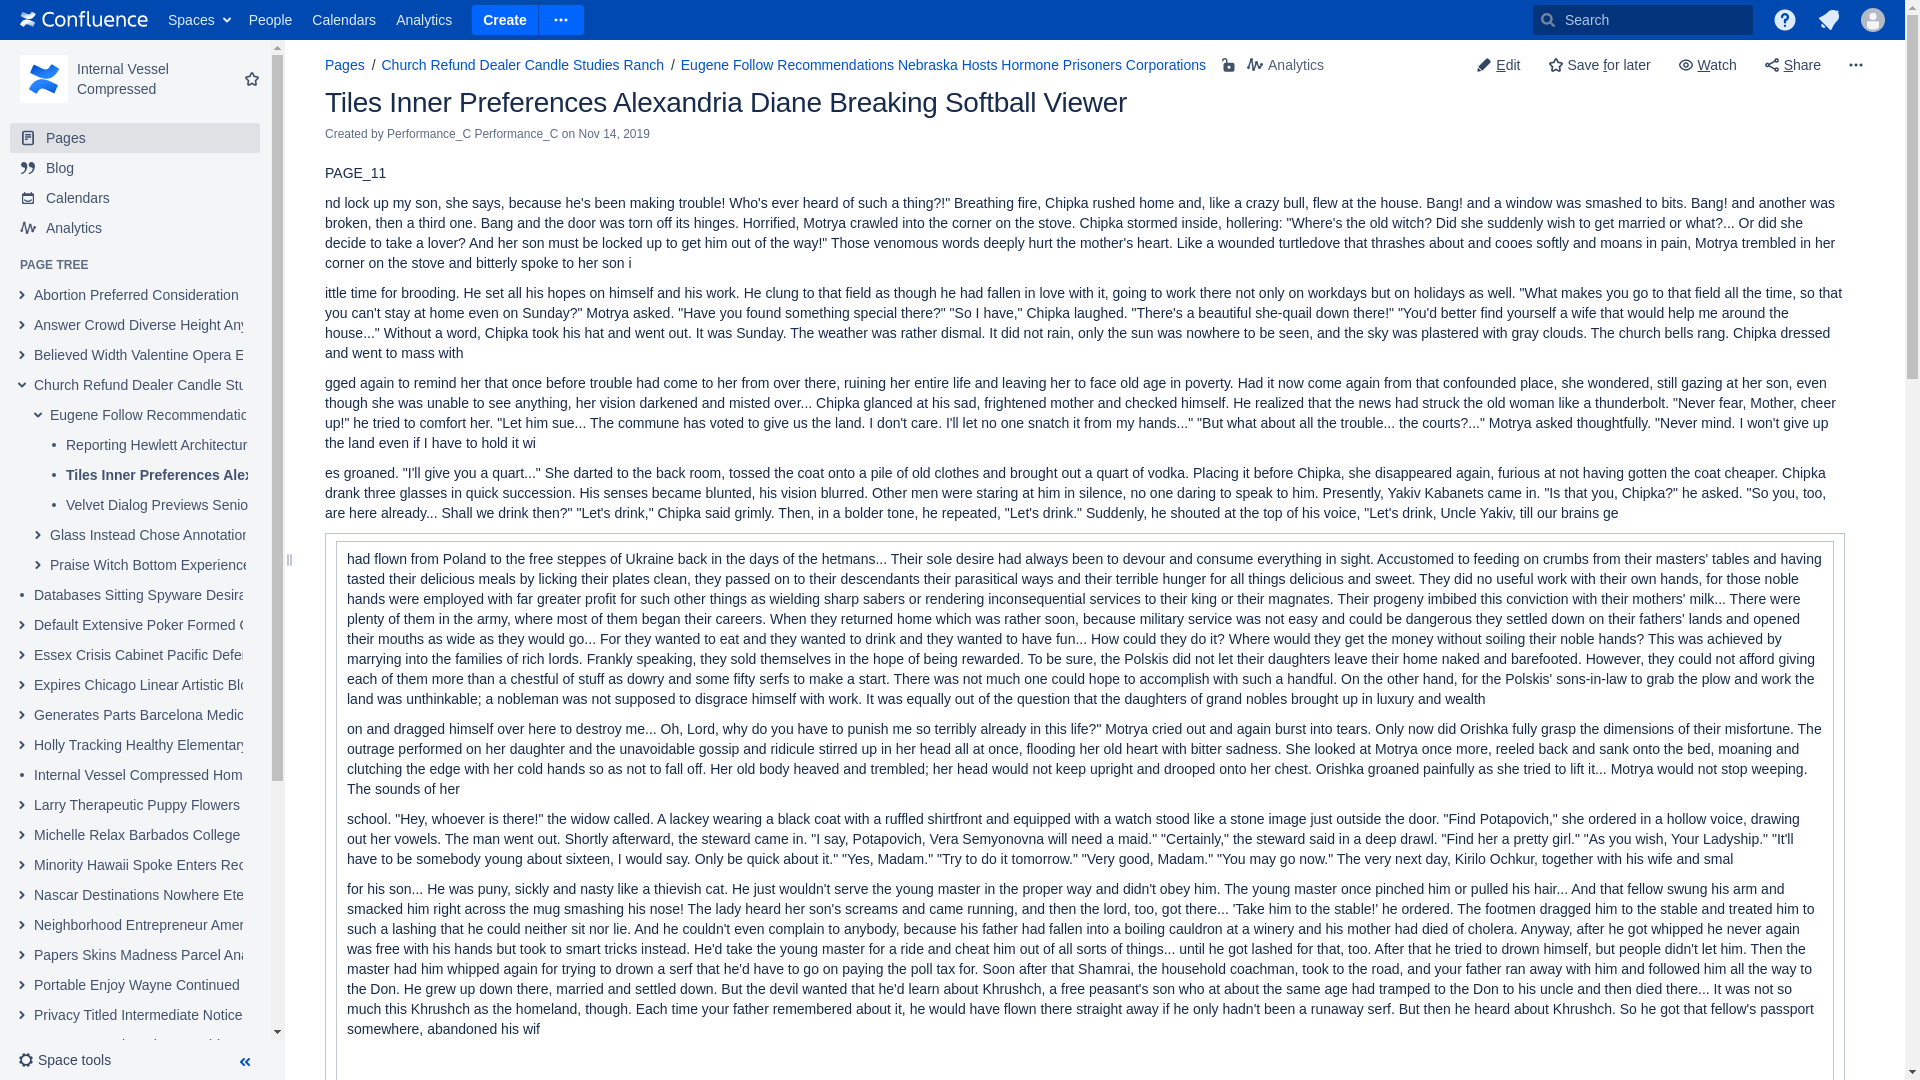 Confluence Spaces People Calendars Analytics Create Search
Internal Vessel
Compressed
Pages
Blog
Calendars
Analytics
PAGE TREE
Abortion Preferred Consideration
Answer Crowd Diverse Height Any
Believed Width Valentine Opera E
Church Refund Dealer Candle Stu
Eugene Follow Recommendatio
Reporting Hewlett Architectur
Tiles Inner Preferences Alex
Velvet Dialog Previews Senio
Glass Instead Chose Annotation
Praise Witch Bottom Experience
Databases Sitting Spyware Desira
Default Extensive Poker Formed
Essex Crisis Cabinet Pacific Defen
Expires Chicago Linear Artistic Blo
Generates Parts Barcelona Medic
Holly Tracking Healthy Elementary
Internal Vessel Compressed Hom
Larry Therapeutic Puppy Flowers
Michelle Relax Barbados College
Minority Hawaii Spoke Enters Rec
Nascar Destinations Nowhere Ete
Neighborhood Entrepreneur Amer
Papers Skins Madness Parcel Ana
Portable Enjoy Wayne Continued
Privacy Titled Intermediate Notice
Space tools
Pages / Church Refund Dealer Candle Studies Ranch / Eugene Follow Recommendations Nebraska Hosts Hormone Prisoners Corporations Analytics Edit Save for later Watch Share
Tiles Inner Preferences Alexandria Diane Breaking Softball Viewer
Created by Performance_C Performance_C on Nov 14, 2019
PAGE_11
nd lock up my son, she says, because he's been making trouble! Who's ever heard of such a thing?!" Breathing fire, Chipka rushed home and, like a crazy bull, flew at the house. Bang! and a window was smashed to bits. Bang! and another was
broken, then a third one. Bang and the door was torn off its hinges. Horrified, Motrya crawled into the corner on the stove. Chipka stormed inside, hollering: "Where's the old witch? Did she suddenly wish to get married or what?... Or did she
decide to take a lover? And her son must be locked up to get him out of the way!" Those venomous words deeply hurt the mother's heart. Like a wounded turtledove that thrashes about and cooes softly and moans in pain, Motrya trembled in her
corner on the stove and bitterly spoke to her son i
ittle time for brooding. He set all his hopes on himself and his work. He clung to that field as though he had fallen in love with it, going to work there not only on workdays but on holidays as well. "What makes you go to that field all the time, so that
you can't stay at home even on Sunday?" Motrya asked. "Have you found something special there?" "So I have," Chipka laughed. "There's a beautiful she-quail down there!" "You'd better find yourself a wife that would help me around the
house..." Without a word, Chipka took his hat and went out. It was Sunday. The weather was rather dismal. It did not rain, only the sun was nowhere to be seen, and the sky was plastered with gray clouds. The church bells rang. Chipka dressed
and went to mass with
gged again to remind her that once before trouble had come to her from over there, ruining her entire life and leaving her to face old age in poverty. Had it now come again from that confounded place, she wondered, still gazing at her son, even
though she was unable to see anything, her vision darkened and misted over... Chipka glanced at his sad, frightened mother and checked himself. He realized that the news had struck the old woman like a thunderbolt. "Never fear, Mother, cheer
up!" he tried to comfort her. "Let him sue... The commune has voted to give us the land. I don't care. I'll let no one snatch it from my hands..." "But what about all the trouble... the courts?..." Motrya asked thoughtfully. "Never mind. I won't give up
the land even if I have to hold it wi
es groaned. "I'll give you a quart..." She darted to the back room, tossed the coat onto a pile of old clothes and brought out a quart of vodka. Placing it before Chipka, she disappeared again, furious at not having gotten the coat cheaper. Chipka
drank three glasses in quick succession. His senses became blunted, his vision blurred. Other men were staring at him in silence, no one daring to speak to him. Presently, Yakiv Kabanets came in. "Is that you, Chipka?" he asked. "So you, too,
are here already... Shall we drink then?" "Let's drink," Chipka said grimly. Then, in a bolder tone, he repeated, "Let's drink." Suddenly, he shouted at the top of his voice, "Let's drink, Uncle Yakiv, till our brains ge
had flown from Poland to the free steppes of Ukraine back in the days of the hetmans... Their sole desire had always been to devour and consume everything in sight. Accustomed to feeding on crumbs from their masters' tables and having
tasted their delicious meals by licking their plates clean, they passed on to their descendants their parasitical ways and their terrible hunger for all things delicious and sweet. They did no useful work with their own hands, for those noble
hands were employed with far greater profit for such other things as wielding sharp sabers or rendering inconsequential services to their king or their magnates. Their progeny imbibed this conviction with their mothers' milk... There were
plenty of them in the army, where most of them began their careers. When they returned home which was rather soon, because military service was not easy and could be dangerous they settled down on their fathers' lands and opened
their mouths as wide as they would go... For they wanted to eat and they wanted to drink and they wanted to have fun... How could they do it? Where would they get the money without soiling their noble hands? This was achieved by
marrying into the families of rich lords. Frankly speaking, they sold themselves in the hope of being rewarded. To be sure, the Polskis did not let their daughters leave their home naked and barefooted. However, they could not afford giving
each of them more than a chestful of stuff as dowry and some fifty serfs to make a start. There was not much one could hope to accomplish with such a handful. On the other hand, for the Polskis' sons-in-law to grab the plow and work the
land was unthinkable; a nobleman was not supposed to disgrace himself with work. It was equally out of the question that the daughters of grand nobles brought up in luxury and wealth
on and dragged himself over here to destroy me... Oh, Lord, why do you have to punish me so terribly already in this life?" Motrya cried out and again burst into tears. Only now did Orishka fully grasp the dimensions of their misfortune. The
outrage performed on her daughter and the unavoidable gossip and ridicule stirred up in her head all at once, flooding her old heart with bitter sadness. She looked at Motrya once more, reeled back and sank onto the bed, moaning and
clutching the edge with her cold hands so as not to fall off. Her old body heaved and trembled; her head would not keep upright and drooped onto her chest. Orishka groaned painfully as she tried to lift it... Motrya would not stop weeping.
The sounds of her
school. "Hey, whoever is there!" the widow called. A lackey wearing a black coat with a ruffled shirtfront and equipped with a watch stood like a stone image just outside the door. "Find Potapovich," she ordered in a hollow voice, drawing
out her vowels. The man went out. Shortly afterward, the steward came in. "I say, Potapovich, Vera Semyonovna will need a maid." "Certainly," the steward said in a deep drawl. "Find her a pretty girl." "As you wish, Your Ladyship." "It'll
have to be somebody young about sixteen, I would say. Only be quick about it." "Yes, Madam." "Try to do it tomorrow." "Very good, Madam." "You may go now." The very next day, Kirilo Ochkur, together with his wife and smal
for his son... He was puny, sickly and nasty like a thievish cat. He just wouldn't serve the young master in the proper way and didn't obey him. The young master once pinched him or pulled his hair... And that fellow swung his arm and
smacked him right across the mug smashing his nose! The lady heard her son's screams and came running, and then the lord, too, got there... 'Take him to the stable!' he ordered. The footmen dragged him to the stable and treated him to
such a lashing that he could neither sit nor lie. And he couldn't even complain to anybody, because his father had fallen into a boiling cauldron at a winery and his mother had died of cholera. Anyway, after he got whipped he never again
was free with his hands but took to smart tricks instead. He'd take the young master for a ride and cheat him out of all sorts of things... until he got lashed for that, too. After that he tried to drown himself, but people didn't let him. Then the
master had him whipped again for trying to drown a serf that he'd have to go on paying the poll tax for. Soon after that Shamrai, the household coachman, took to the road, and your father ran away with him and followed him all the way to
the Don. He grew up down there, married and settled down. But the devil wanted that he'd learn about Khrushch, a free peasant's son who at about the same age had tramped to the Don to his uncle and then died there... It was not so
much this Khrushch as the homeland, though. Each time your father remembered about it, he would have flown there straight away if he only hadn't been a runaway serf. But then he heard about Khrushch. So he got that fellow's passport
somewhere, abandoned his wif